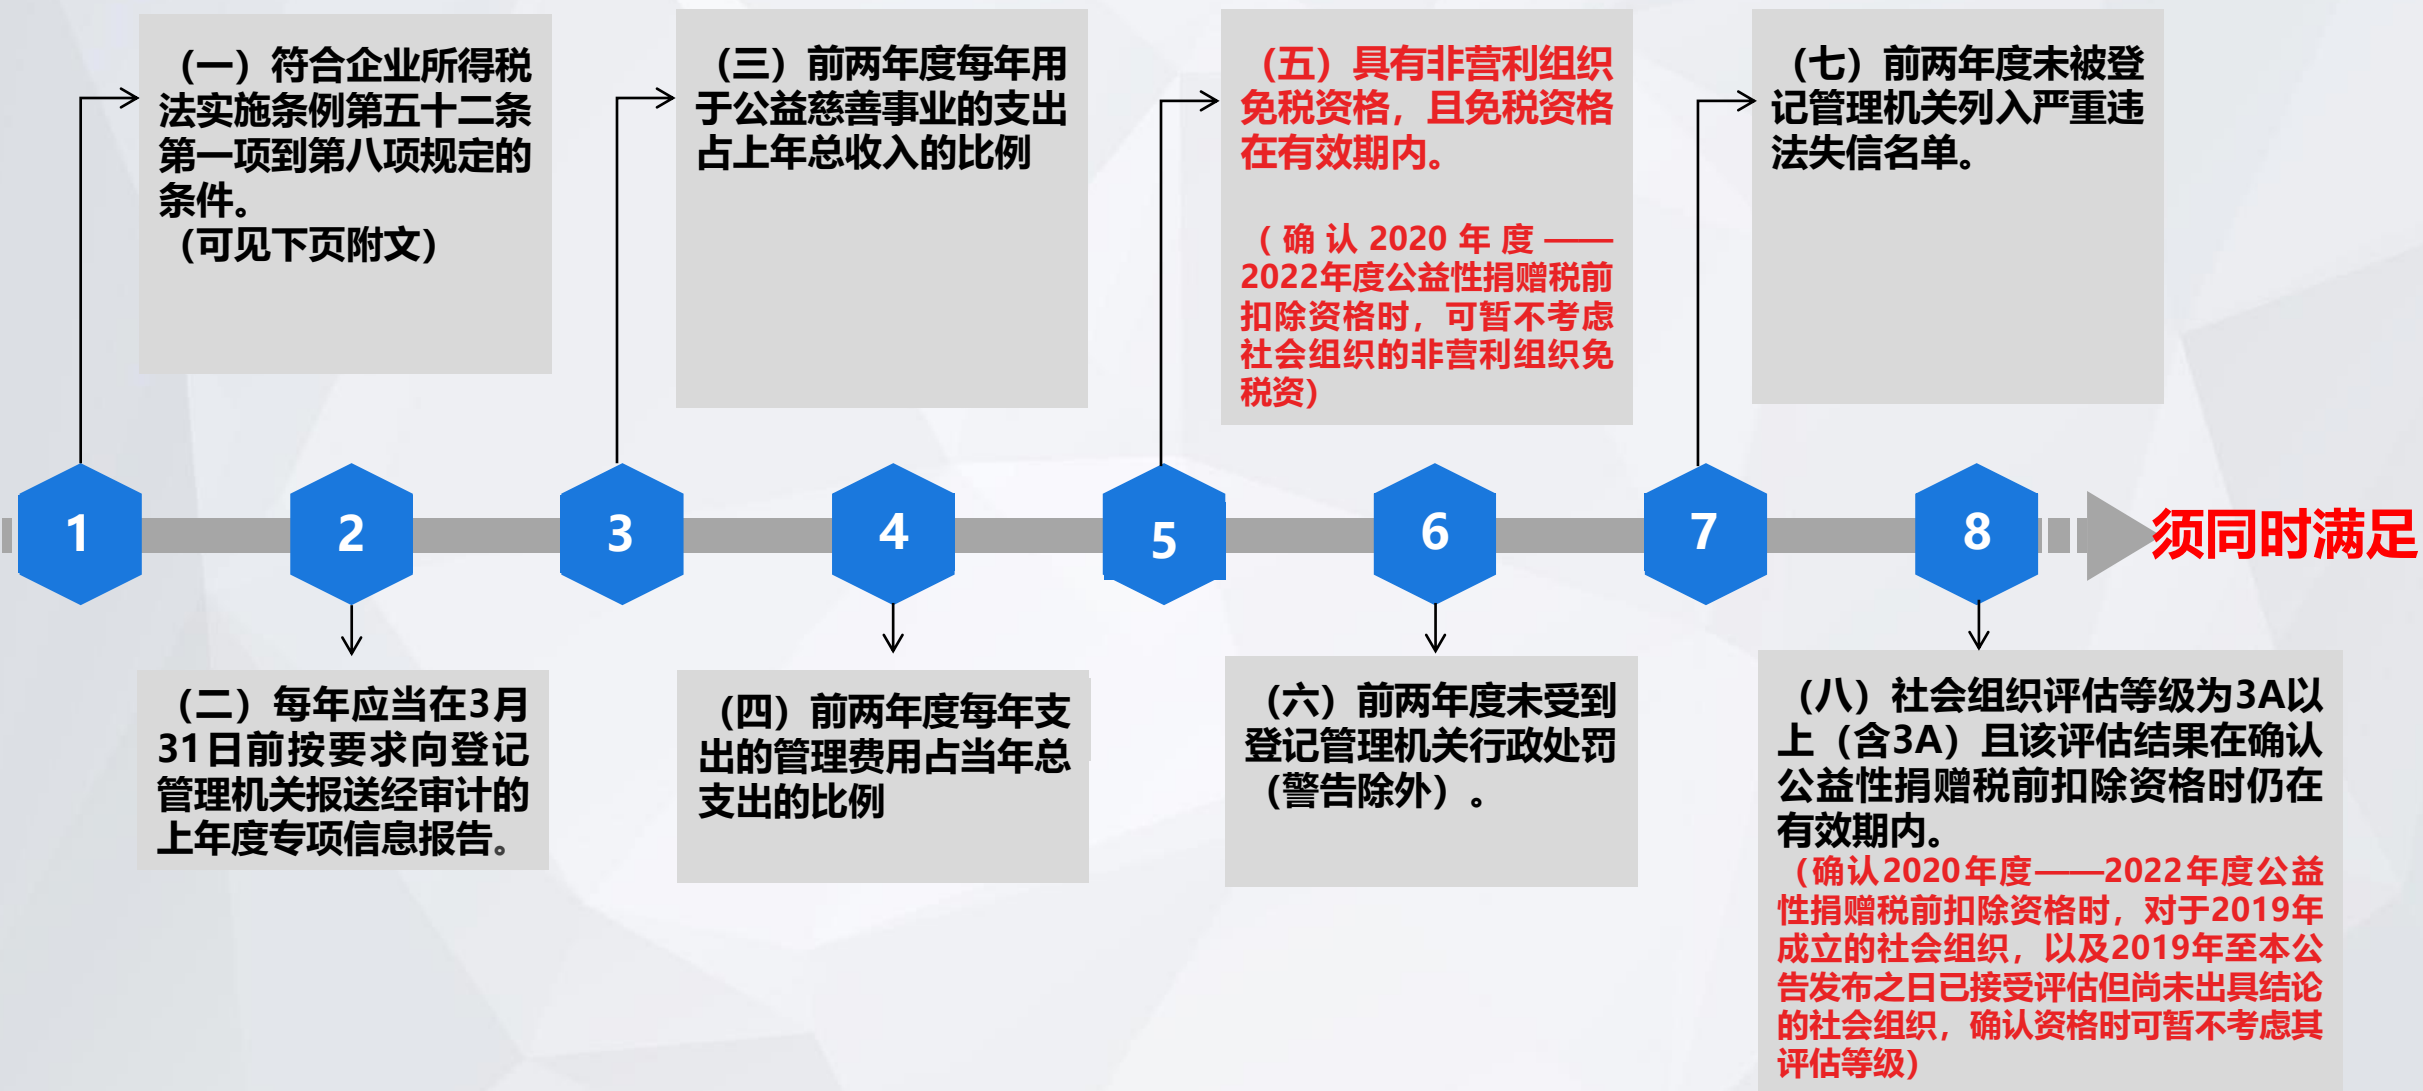 （一）符合企业所得税
法实施条例第五十二条
第一项到第八项规定的
条件。
（可见下页附文）
（三）前两年度每年用
于公益慈善事业的支出
占上年总收入的比例
（五）具有非营利组织
免税资格，且免税资格
在有效期内。
（确认2020年度——
2022年度公益性捐赠税前
扣除资格时，可暂不考虑
社会组织的非营利组织免
税资）
（七）前两年度未被登
记管理机关列入严重违
法失信名单。
1
2
3
4
5
6
7
8
须同时满足
（二）每年应当在3月
31日前按要求向登记
管理机关报送经审计的
上年度专项信息报告。
（四）前两年度每年支
出的管理费用占当年总
支出的比例
（六）前两年度未受到
登记管理机关行政处罚
（警告除外）。
（八）社会组织评估等级为3A以
上（含3A）且该评估结果在确认
公益性捐赠税前扣除资格时仍在
有效期内。
（确认2020年度——2022年度公益
性捐赠税前扣除资格时，对于2019年
成立的社会组织，以及2019年至本公
告发布之日已接受评估但尚未出具结论
的社会组织，确认资格时可暂不考虑其
评估等级）